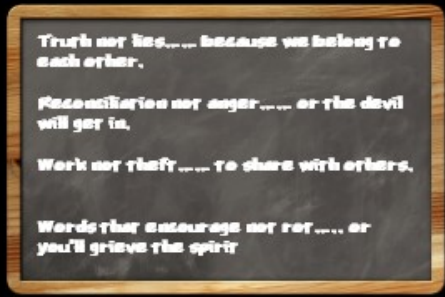 Truth not lies...... because we belong to
each other.
Reconciliation not anger...... or the devil
will get in.
Work not theft...... to share with others.
Words that encourage not rot..... or
you'll grieve the spirit